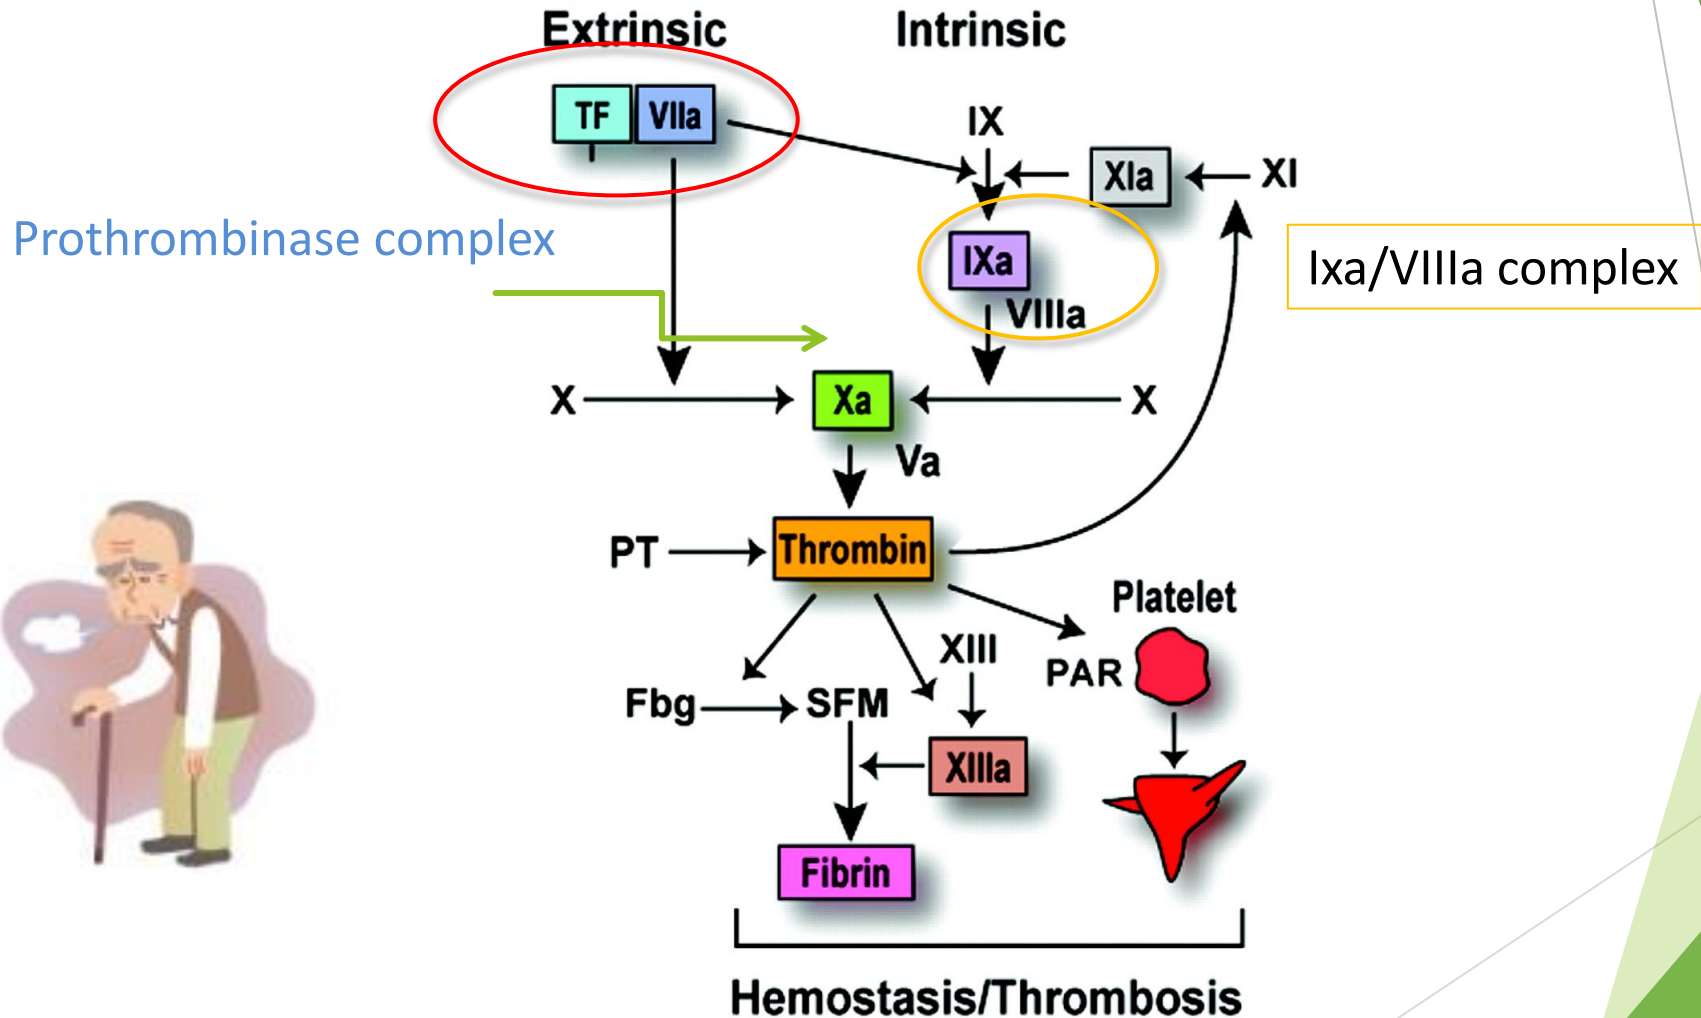 Extrinsic
Intrinsic
TF
VIIa
IX
XIa
XI
Prothrombinase complex
IXa
Ixa/VIIIa complex
VIIIa
X
Xa
X
Va
PT
Thrombin
Platelet
XIII
PAR
Fbg
SFM
XIIIa
Fibrin
Hemostasis/Thrombosis